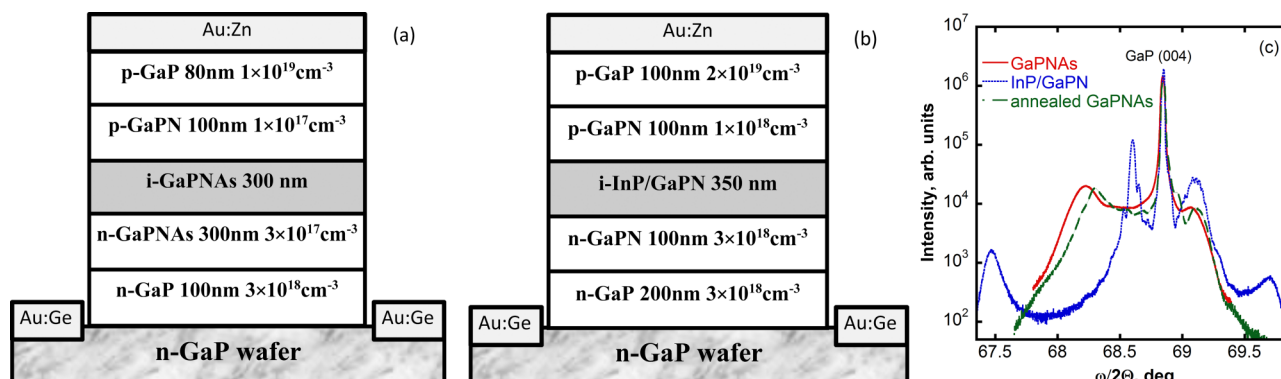 Au:Zn
(a)
p-GaP 80nm 1×10¹⁹cm⁻³
p-GaPN 100nm 1×10¹⁷cm⁻³
i-GaPNAs 300 nm
n-GaPNAs 300nm 3×10¹⁷cm⁻³
n-GaP 100nm 3×10¹⁸cm⁻³
Au:Ge
Au:Ge
n-GaP wafer
Au:Zn
(b)
p-GaP 100nm 2×10¹⁹cm⁻³
p-GaPN 100nm 1×10¹⁸cm⁻³
i-InP/GaPN 350 nm
n-GaPN 100nm 3×10¹⁸cm⁻³
n-GaP 200nm 3×10¹⁸cm⁻³
Au:Ge
Au:Ge
n-GaP wafer
(c)
GaPNAs
InP/GaPN
annealed GaPNAs
GaP (004)
Intensity, arb. units
10⁷
10⁶
10⁵
10⁴
10³
10²
67.5 68 68.5 69 69.5
ω/2Θ, deg